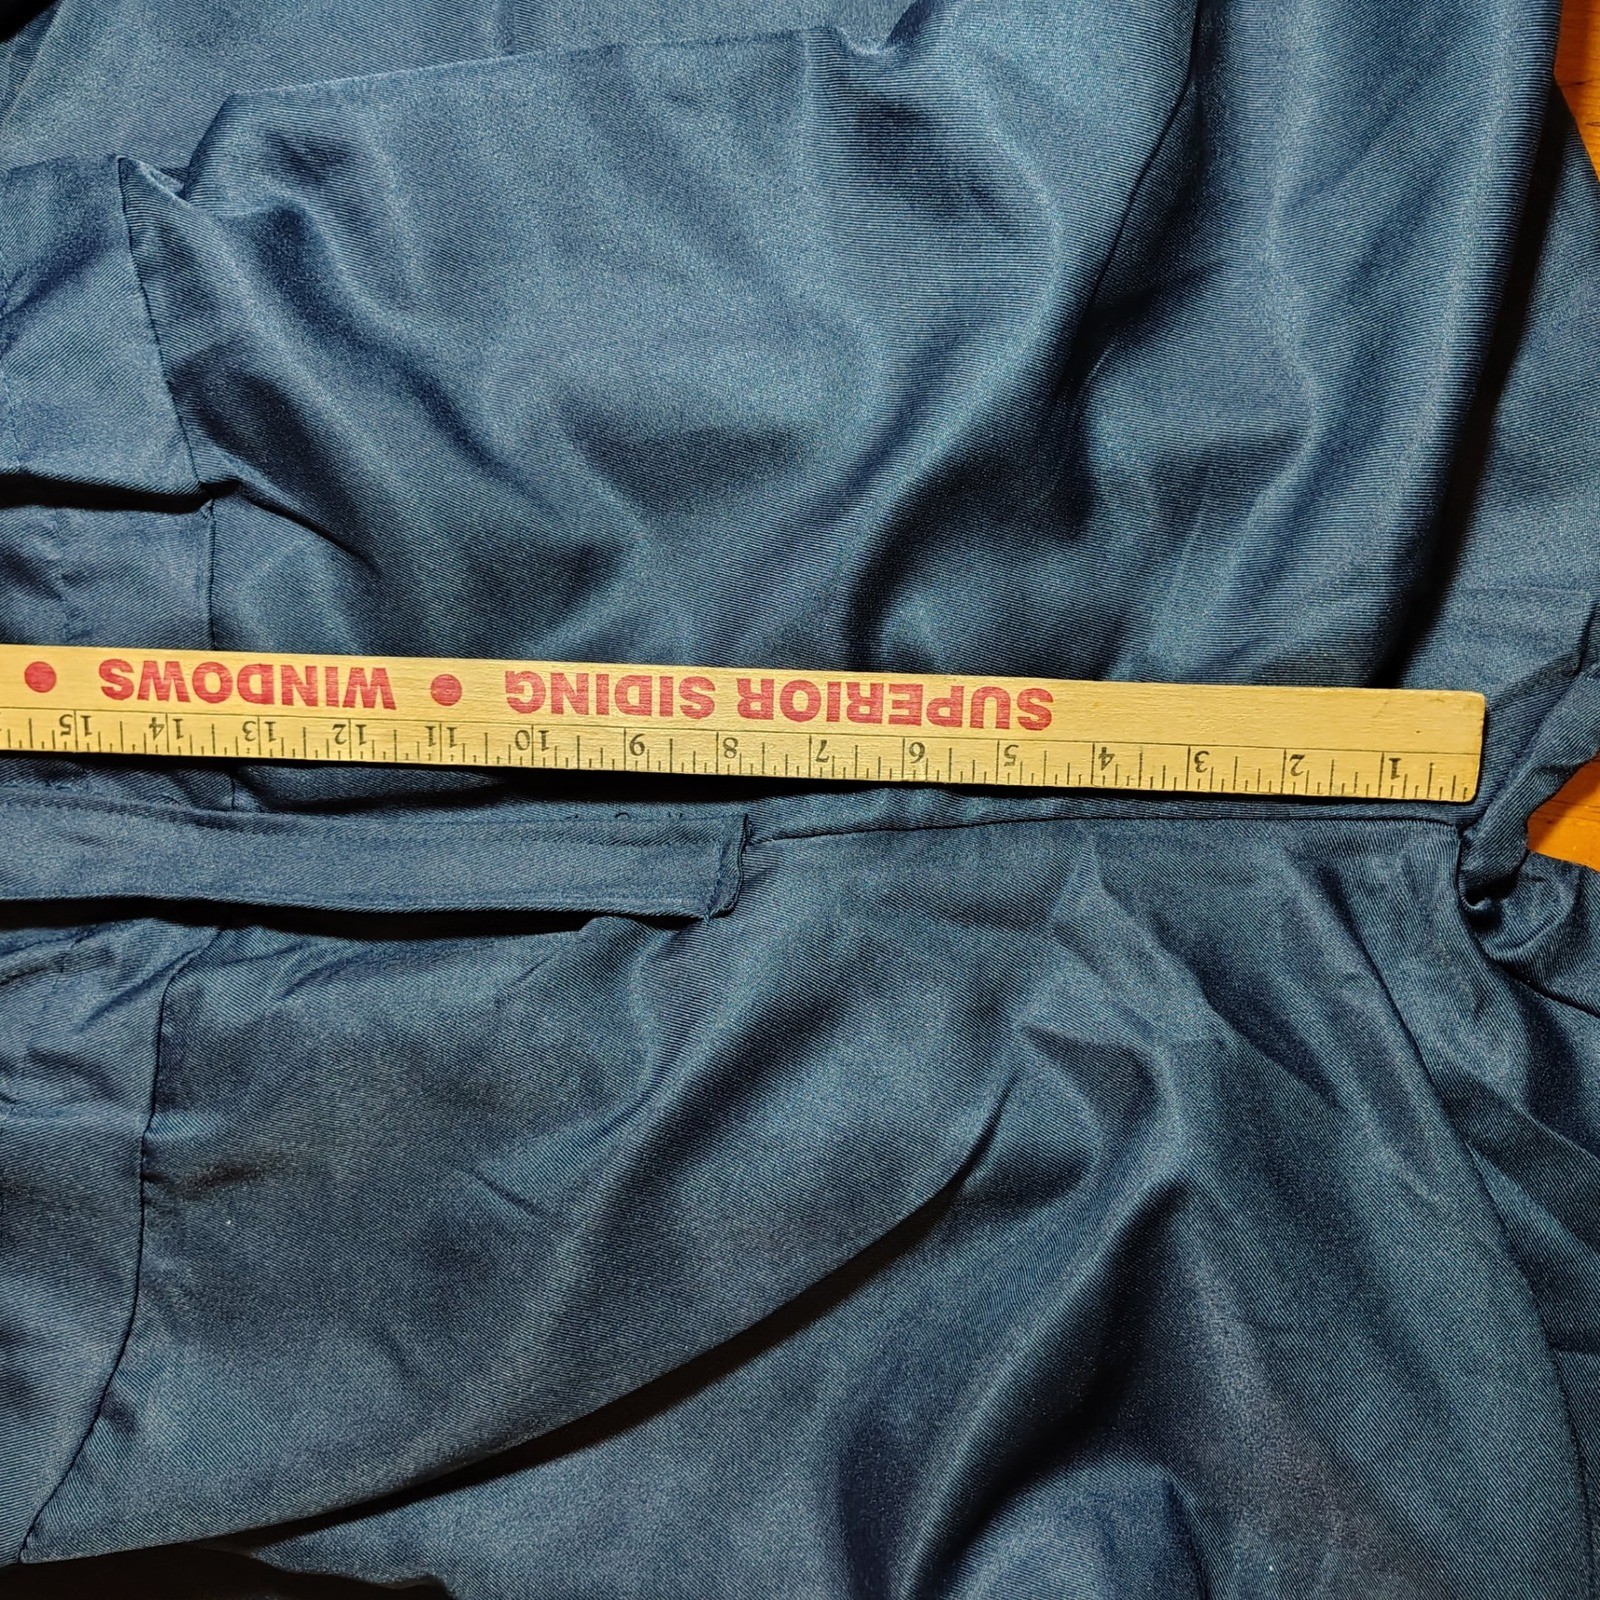 SUPERIOR SIDING • WINDOWS •
1 2 3 4 5 6 7 8 9 10 11 12 13 14 15